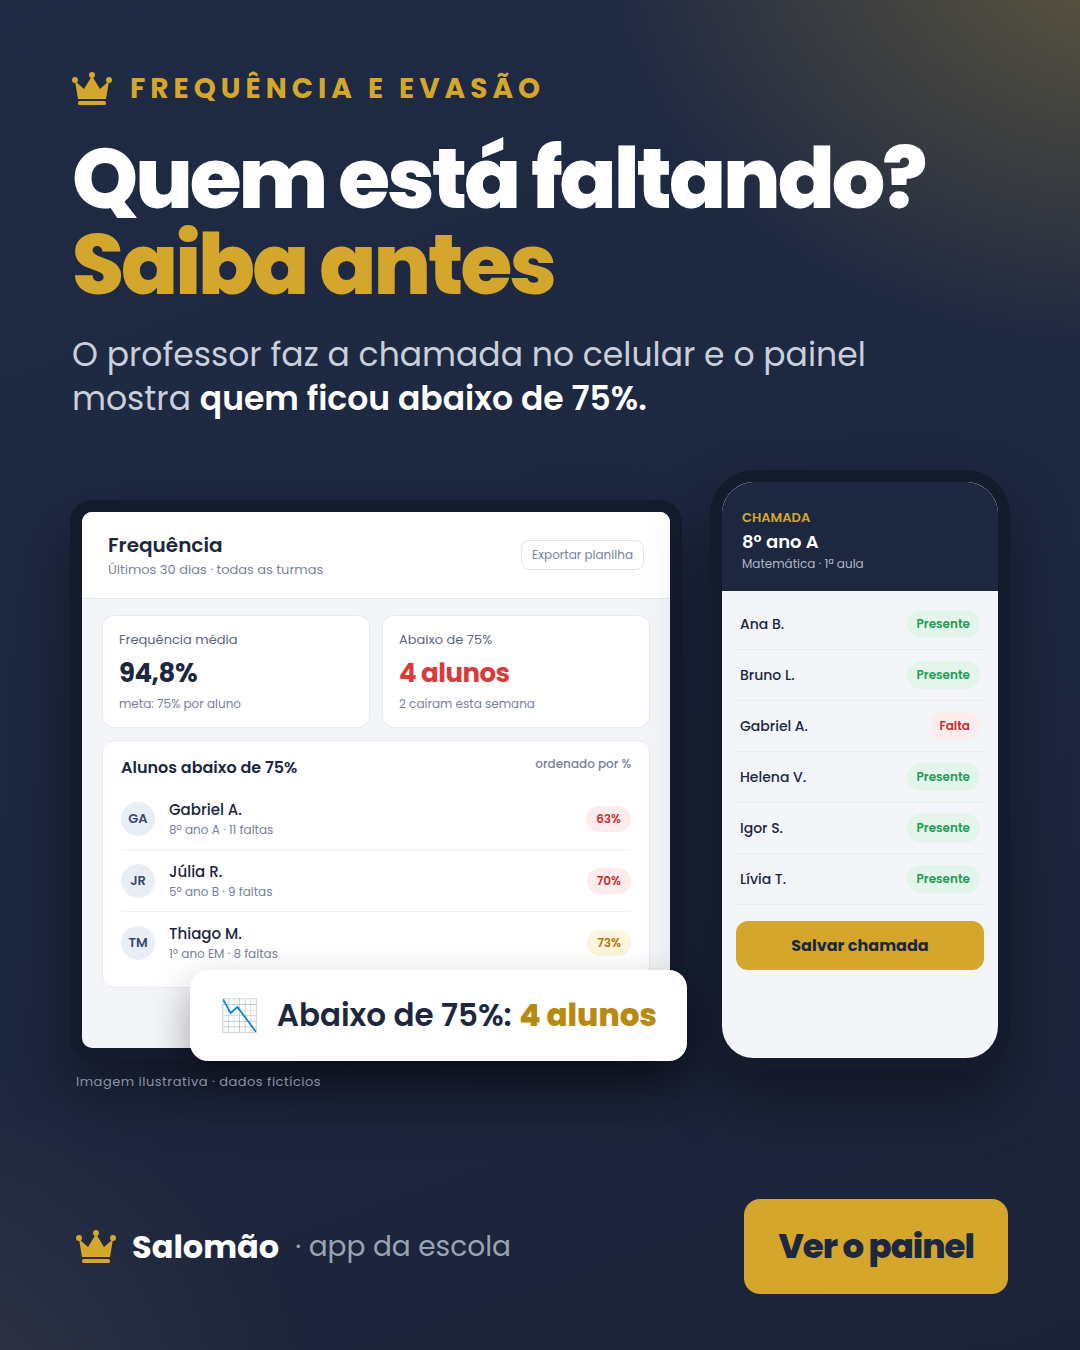 FREQUÊNCIA E EVASÃO
Quem está faltando?
Saiba antes
O professor faz a chamada no celular e o painel
mostra quem ficou abaixo de 75%.
Frequência
Últimos 30 dias · todas as turmas
Exportar planilha
Frequência média
94,8%
meta: 75% por aluno
Abaixo de 75%
4 alunos
2 caíram esta semana
Alunos abaixo de 75%
ordenado por %
GA
Gabriel A.
8º ano A · 11 faltas
63%
JR
Júlia R.
5º ano B · 9 faltas
70%
TM
Thiago M.
1º ano EM · 8 faltas
73%
Abaixo de 75%: 4 alunos
Imagem ilustrativa · dados fictícios
CHAMADA
8º ano A
Matemática · 1ª aula
Ana B.
Presente
Bruno L.
Presente
Gabriel A.
Falta
Helena V.
Presente
Igor S.
Presente
Lívia T.
Presente
Salvar chamada
Salomão · app da escola
Ver o painel